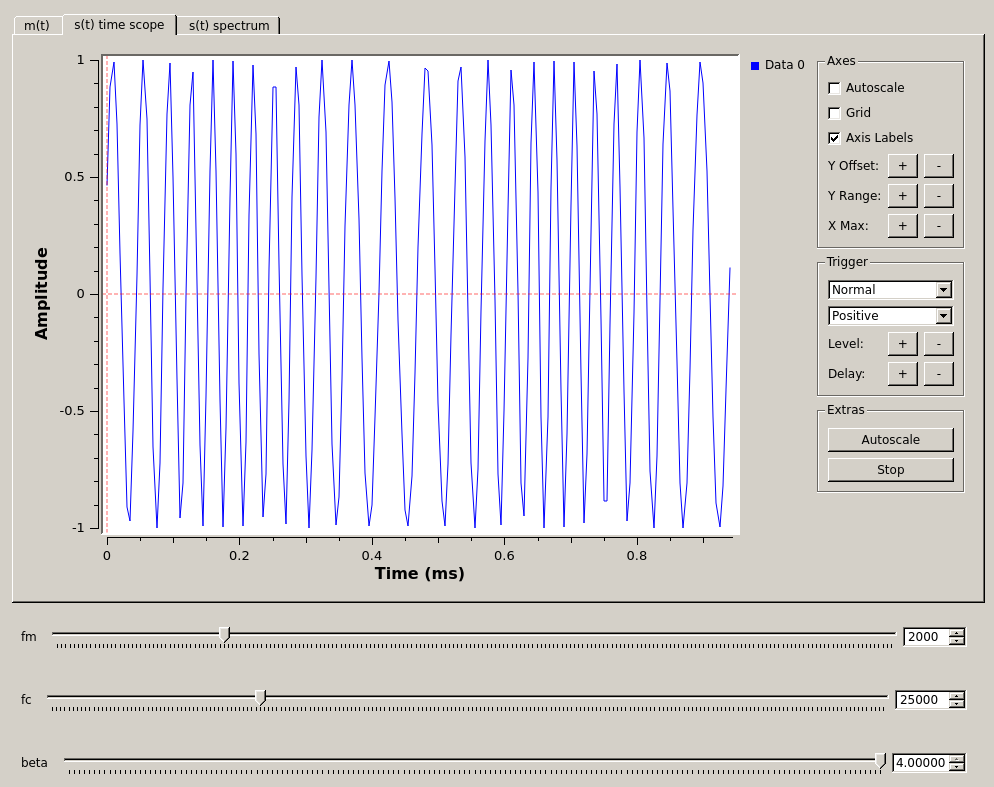 m(t) s(t) time scope s(t) spectrum
1
0.5
0
-0.5
-1
Amplitude
0 0.2 0.4 0.6 0.8
Time (ms)
Data 0
Axes
Autoscale
Grid
Axis Labels
Y Offset: + -
Y Range: + -
X Max: + -
Trigger
Normal
Positive
Level: + -
Delay: + -
Extras
Autoscale
Stop
fm 2000
fc 25000
beta 4.00000